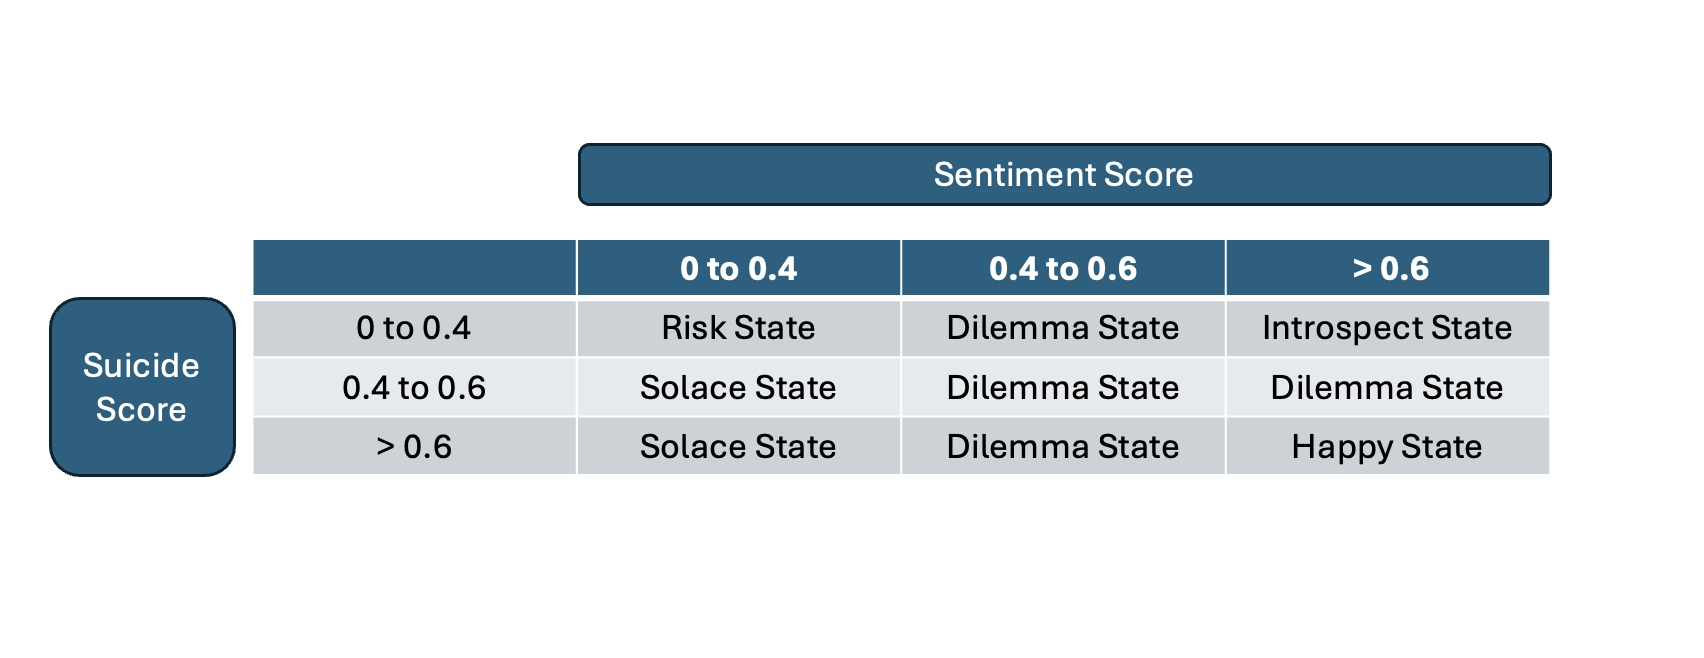 Sentiment Score
0 to 0.4 0.4 to 0.6 > 0.6
Suicide
Score
0 to 0.4 Risk State Dilemma State Introspect State
0.4 to 0.6 Solace State Dilemma State Dilemma State
> 0.6 Solace State Dilemma State Happy State